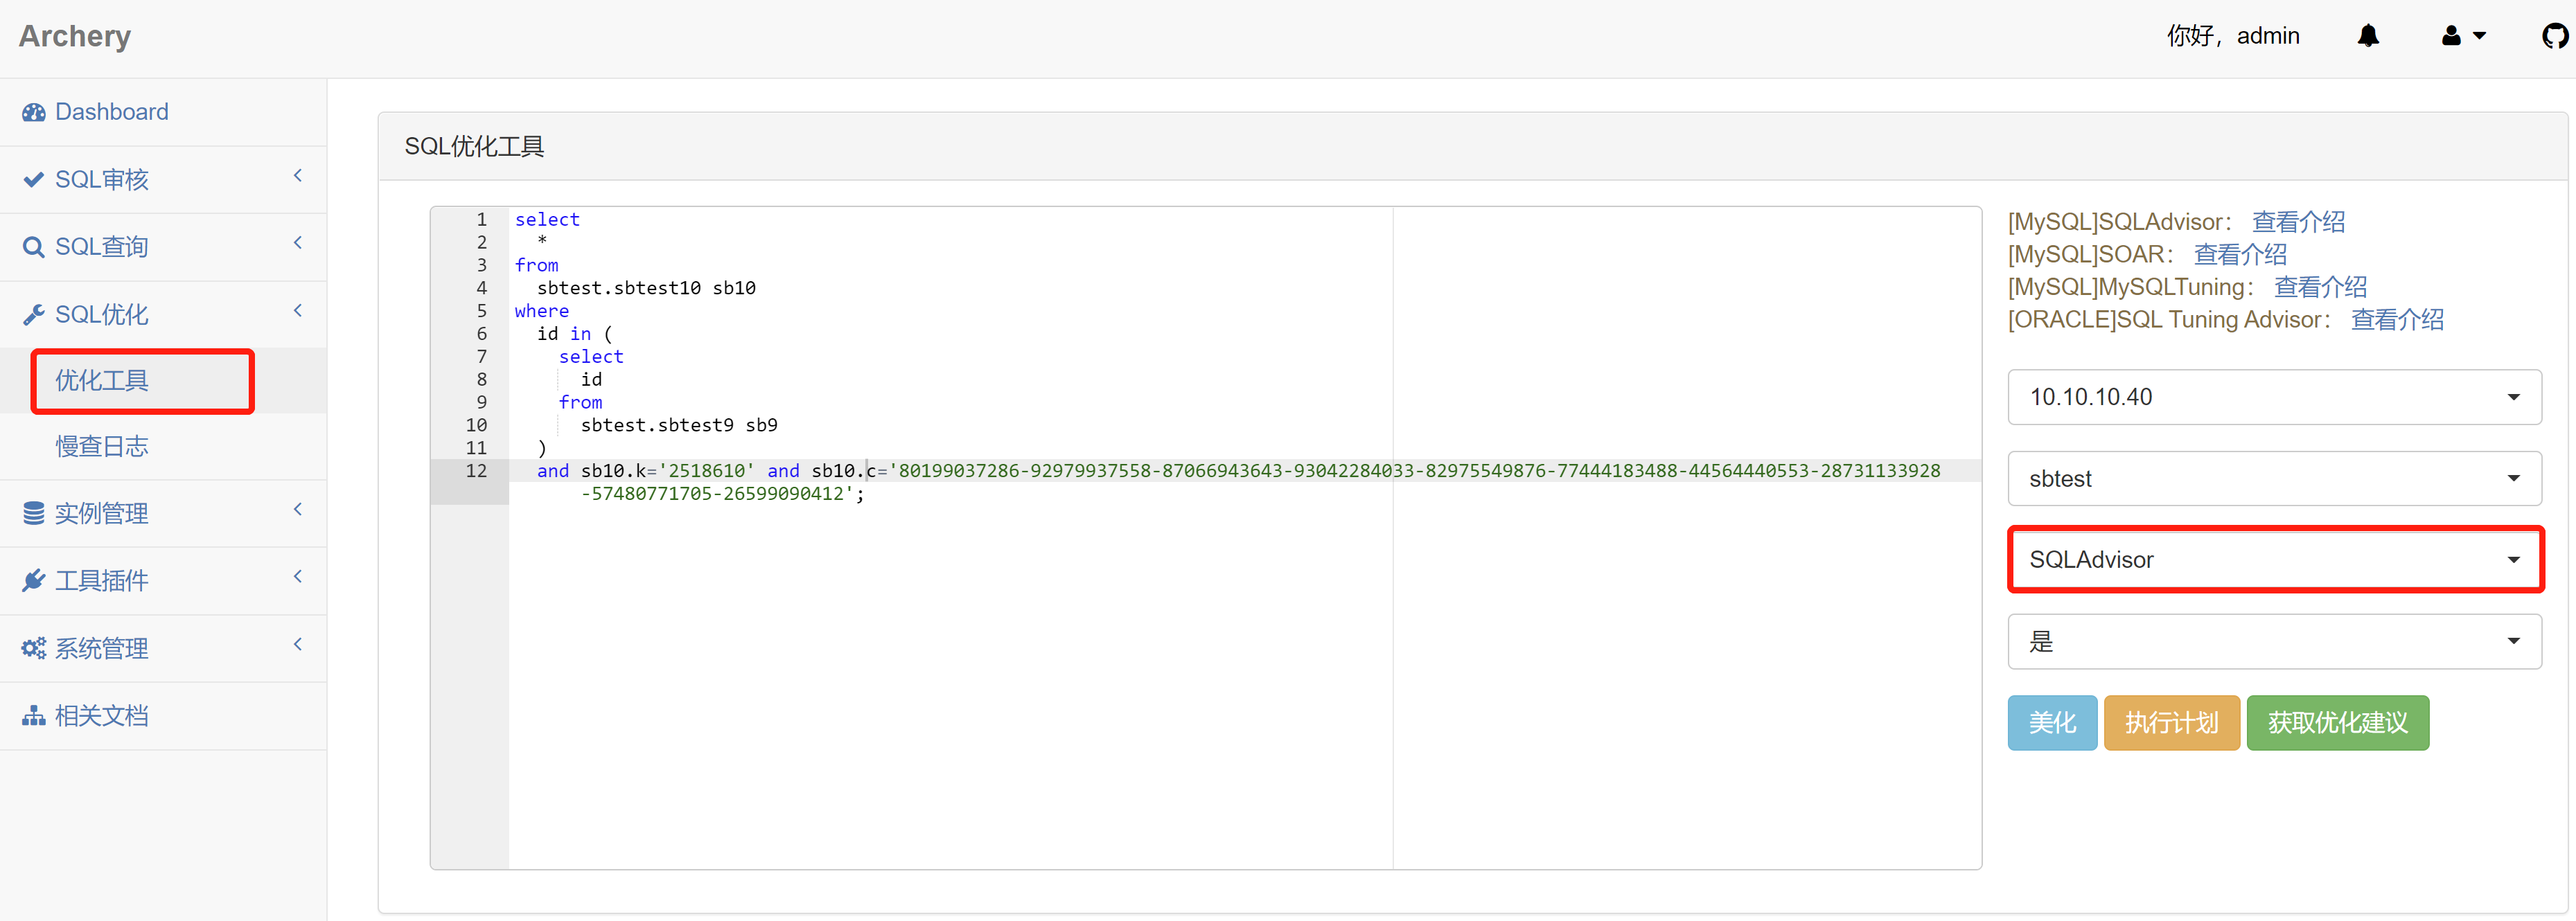 Archery
你好，admin
Dashboard
SQL审核
SQL查询
SQL优化
优化工具
慢查日志
实例管理
工具插件
系统管理
相关文档
SQL优化工具
1 select
2 *
3 from
4 sbtest.sbtest10 sb10
5 where
6 id in (
7 select
8 id
9 from
10 sbtest.sbtest9 sb9
11 )
12 and sb10.k='2518610' and sb10.c='80199037286-92979937558-87066943643-93042284033-82975549876-77444183488-44564440553-28731133928
-57480771705-26599090412';
[MySQL]SQLAdvisor： 查看介绍
[MySQL]SOAR： 查看介绍
[MySQL]MySQLTuning： 查看介绍
[ORACLE]SQL Tuning Advisor： 查看介绍
10.10.10.40
sbtest
SQLAdvisor
是
美化 执行计划 获取优化建议